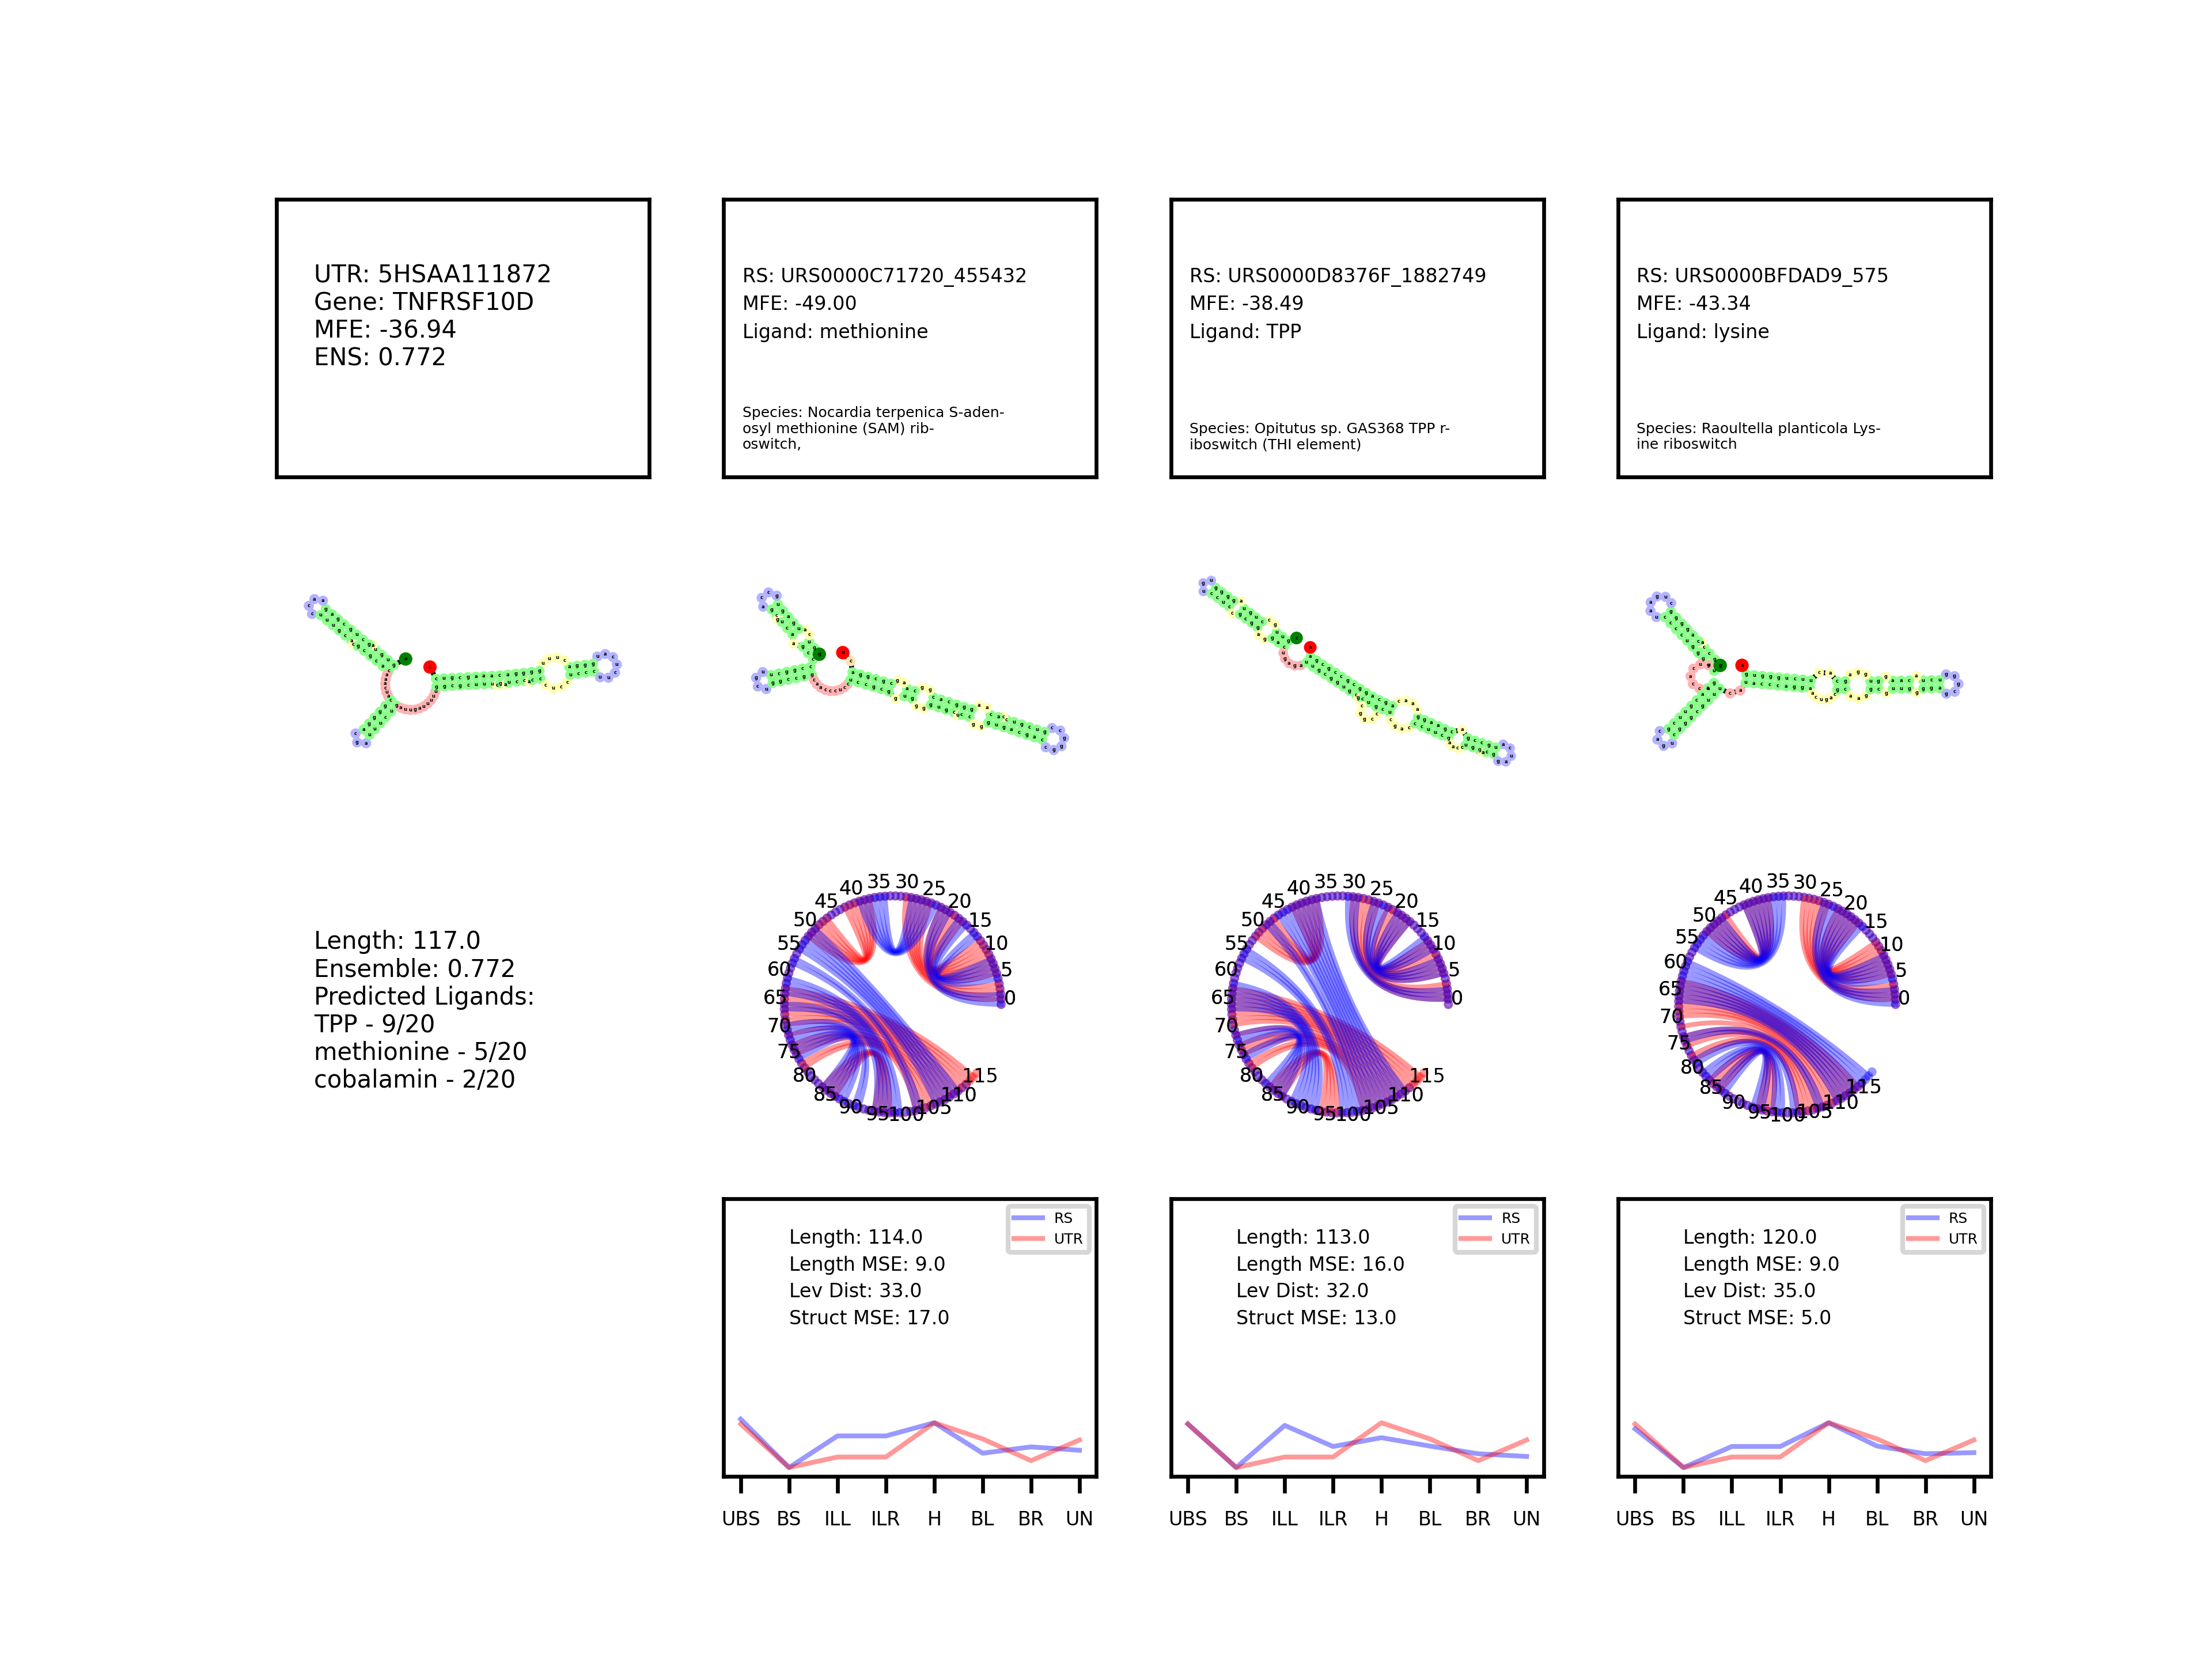 UTR: 5HSAA111872
Gene: TNFRSF10D
MFE: -36.94
ENS: 0.772
RS: URS0000C71720_455432
MFE: -49.00
Ligand: methionine
Species: Nocardia terpenica S-aden-
osyl methionine (SAM) rib-
oswitch,
RS: URS0000D8376F_1882749
MFE: -38.49
Ligand: TPP
Species: Opitutus sp. GAS368 TPP r-
iboswitch (THI element)
RS: URS0000BFDAD9_575
MFE: -43.34
Ligand: lysine
Species: Raoultella planticola Lys-
ine riboswitch
Length: 117.0
Ensemble: 0.772
Predicted Ligands:
TPP - 9/20
methionine - 5/20
cobalamin - 2/20
0 5 10 15 20 25 30 35 40 45 50 55 60 65 70 75 80 85 90 95 100 105 110 115
0 5 10 15 20 25 30 35 40 45 50 55 60 65 70 75 80 85 90 95 100 105 110 115
0 5 10 15 20 25 30 35 40 45 50 55 60 65 70 75 80 85 90 95 100 105 110 115
RS
UTR
Length: 114.0
Length MSE: 9.0
Lev Dist: 33.0
Struct MSE: 17.0
UBS BS ILL ILR H BL BR UN
RS
UTR
Length: 113.0
Length MSE: 16.0
Lev Dist: 32.0
Struct MSE: 13.0
UBS BS ILL ILR H BL BR UN
RS
UTR
Length: 120.0
Length MSE: 9.0
Lev Dist: 35.0
Struct MSE: 5.0
UBS BS ILL ILR H BL BR UN